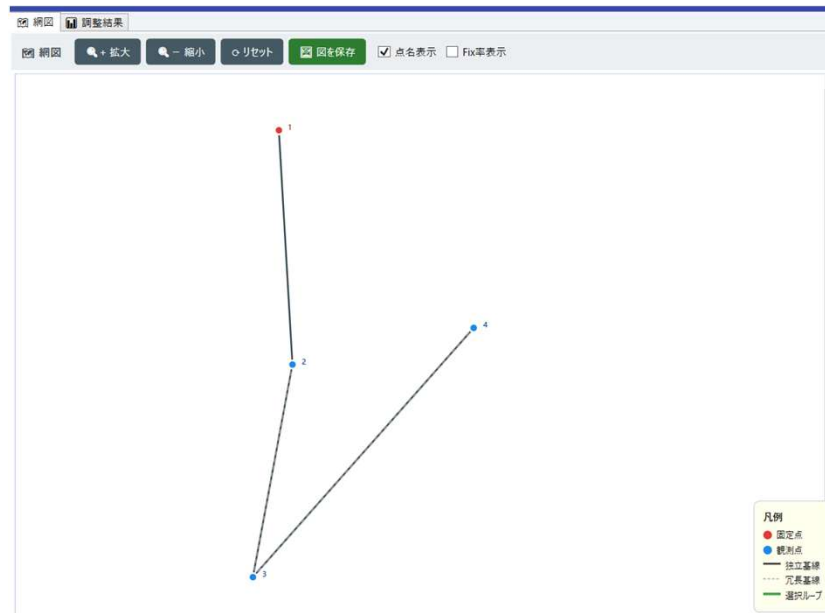 網図 調整結果
網図 + 拡大 − 縮小 リセット 図を保存 点名表示 Fix率表示
1
4
2
3
凡例
固定点
観測点
独立基線
冗長基線
選択ループ